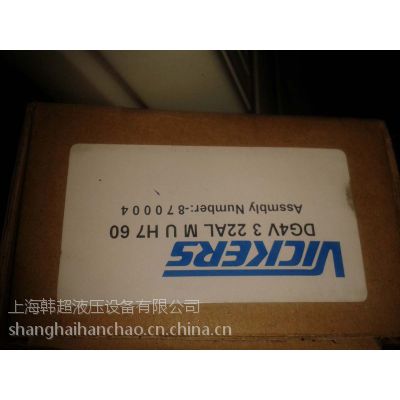 VICKERS
DG4V 3 22AL M U H7 60
Assmbly Number:-870004
上海韩超液压设备有限公司
shanghaihanchao.cn.china.cn